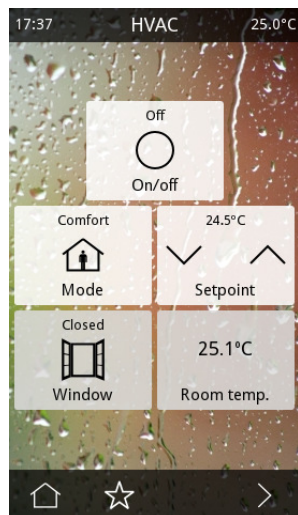 17:37 HVAC 25.0°C
Off
On/off
Comfort
Mode
24.5°C
Setpoint
Closed
Window
25.1°C
Room temp.